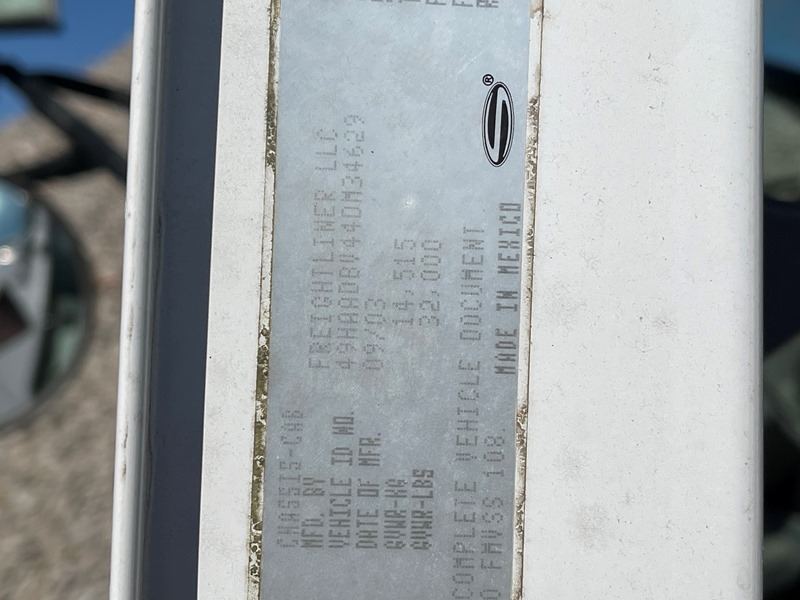 CHASSIS-CAB
MFD. BY FREIGHTLINER LLC
VEHICLE ID NO. 49HAADBV44DM34629
DATE OF MFR. 09/03
GVWR-KG 14,515
GVWR-LBS 32,000
COMPLETE VEHICLE DOCUMENT
O FMVSS 108.
MADE IN MEXICO
S®